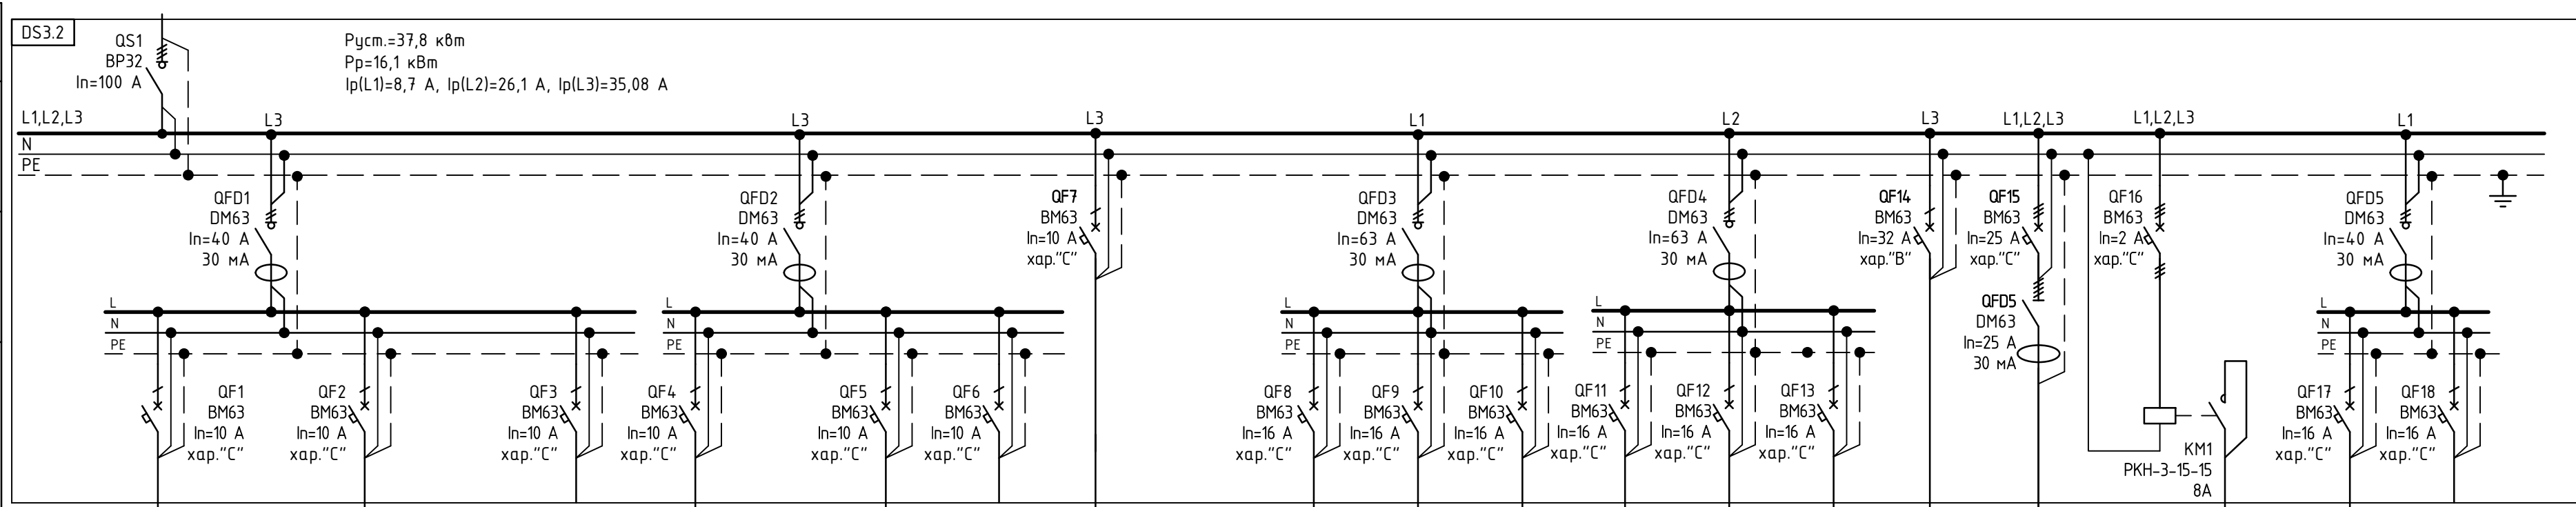 DS3.2
QS1
ВР32
In=100 А
Руст.=37,8 кВт
Рр=16,1 кВт
Iр(L1)=8,7 А, Iр(L2)=26,1 А, Iр(L3)=35,08 А
L1,L2,L3
N
PE
L3
L3
L3
L1
L2
L3
L1,L2,L3
L1,L2,L3
L1
QFD1
DM63
In=40 А
30 мА
QFD2
DM63
In=40 А
30 мА
QF7
ВМ63
In=10 А
хар."С"
QFD3
DM63
In=63 А
30 мА
QFD4
DM63
In=63 А
30 мА
QF14
ВМ63
In=32 А
хар."В"
QF15
ВМ63
In=25 А
хар."С"
QF16
ВМ63
In=2 А
хар."С"
QFD5
DM63
In=40 А
30 мА
QFD5
DM63
In=25 А
30 мА
L
N
PE
L
N
PE
L
N
PE
L
N
PE
L
N
PE
QF1
ВМ63
In=10 А
хар."С"
QF2
ВМ63
In=10 А
хар."С"
QF3
ВМ63
In=10 А
хар."С"
QF4
ВМ63
In=10 А
хар."С"
QF5
ВМ63
In=10 А
хар."С"
QF6
ВМ63
In=10 А
хар."С"
QF8
ВМ63
In=16 А
хар."С"
QF9
ВМ63
In=16 А
хар."С"
QF10
ВМ63
In=16 А
хар."С"
QF11
ВМ63
In=16 А
хар."С"
QF12
ВМ63
In=16 А
хар."С"
QF13
ВМ63
In=16 А
хар."С"
КМ1
РКН-3-15-15
8А
QF17
ВМ63
In=16 А
хар."С"
QF18
ВМ63
In=16 А
хар."С"